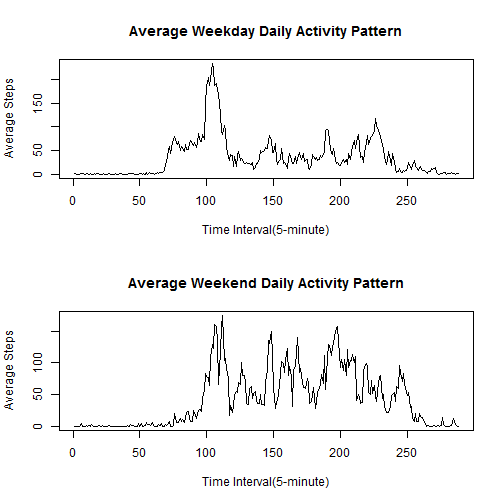 Average Weekday Daily Activity Pattern
Average Steps
0 50 150
0 50 100 150 200 250
Time Interval(5-minute)
Average Weekend Daily Activity Pattern
Average Steps
0 50 100
0 50 100 150 200 250
Time Interval(5-minute)